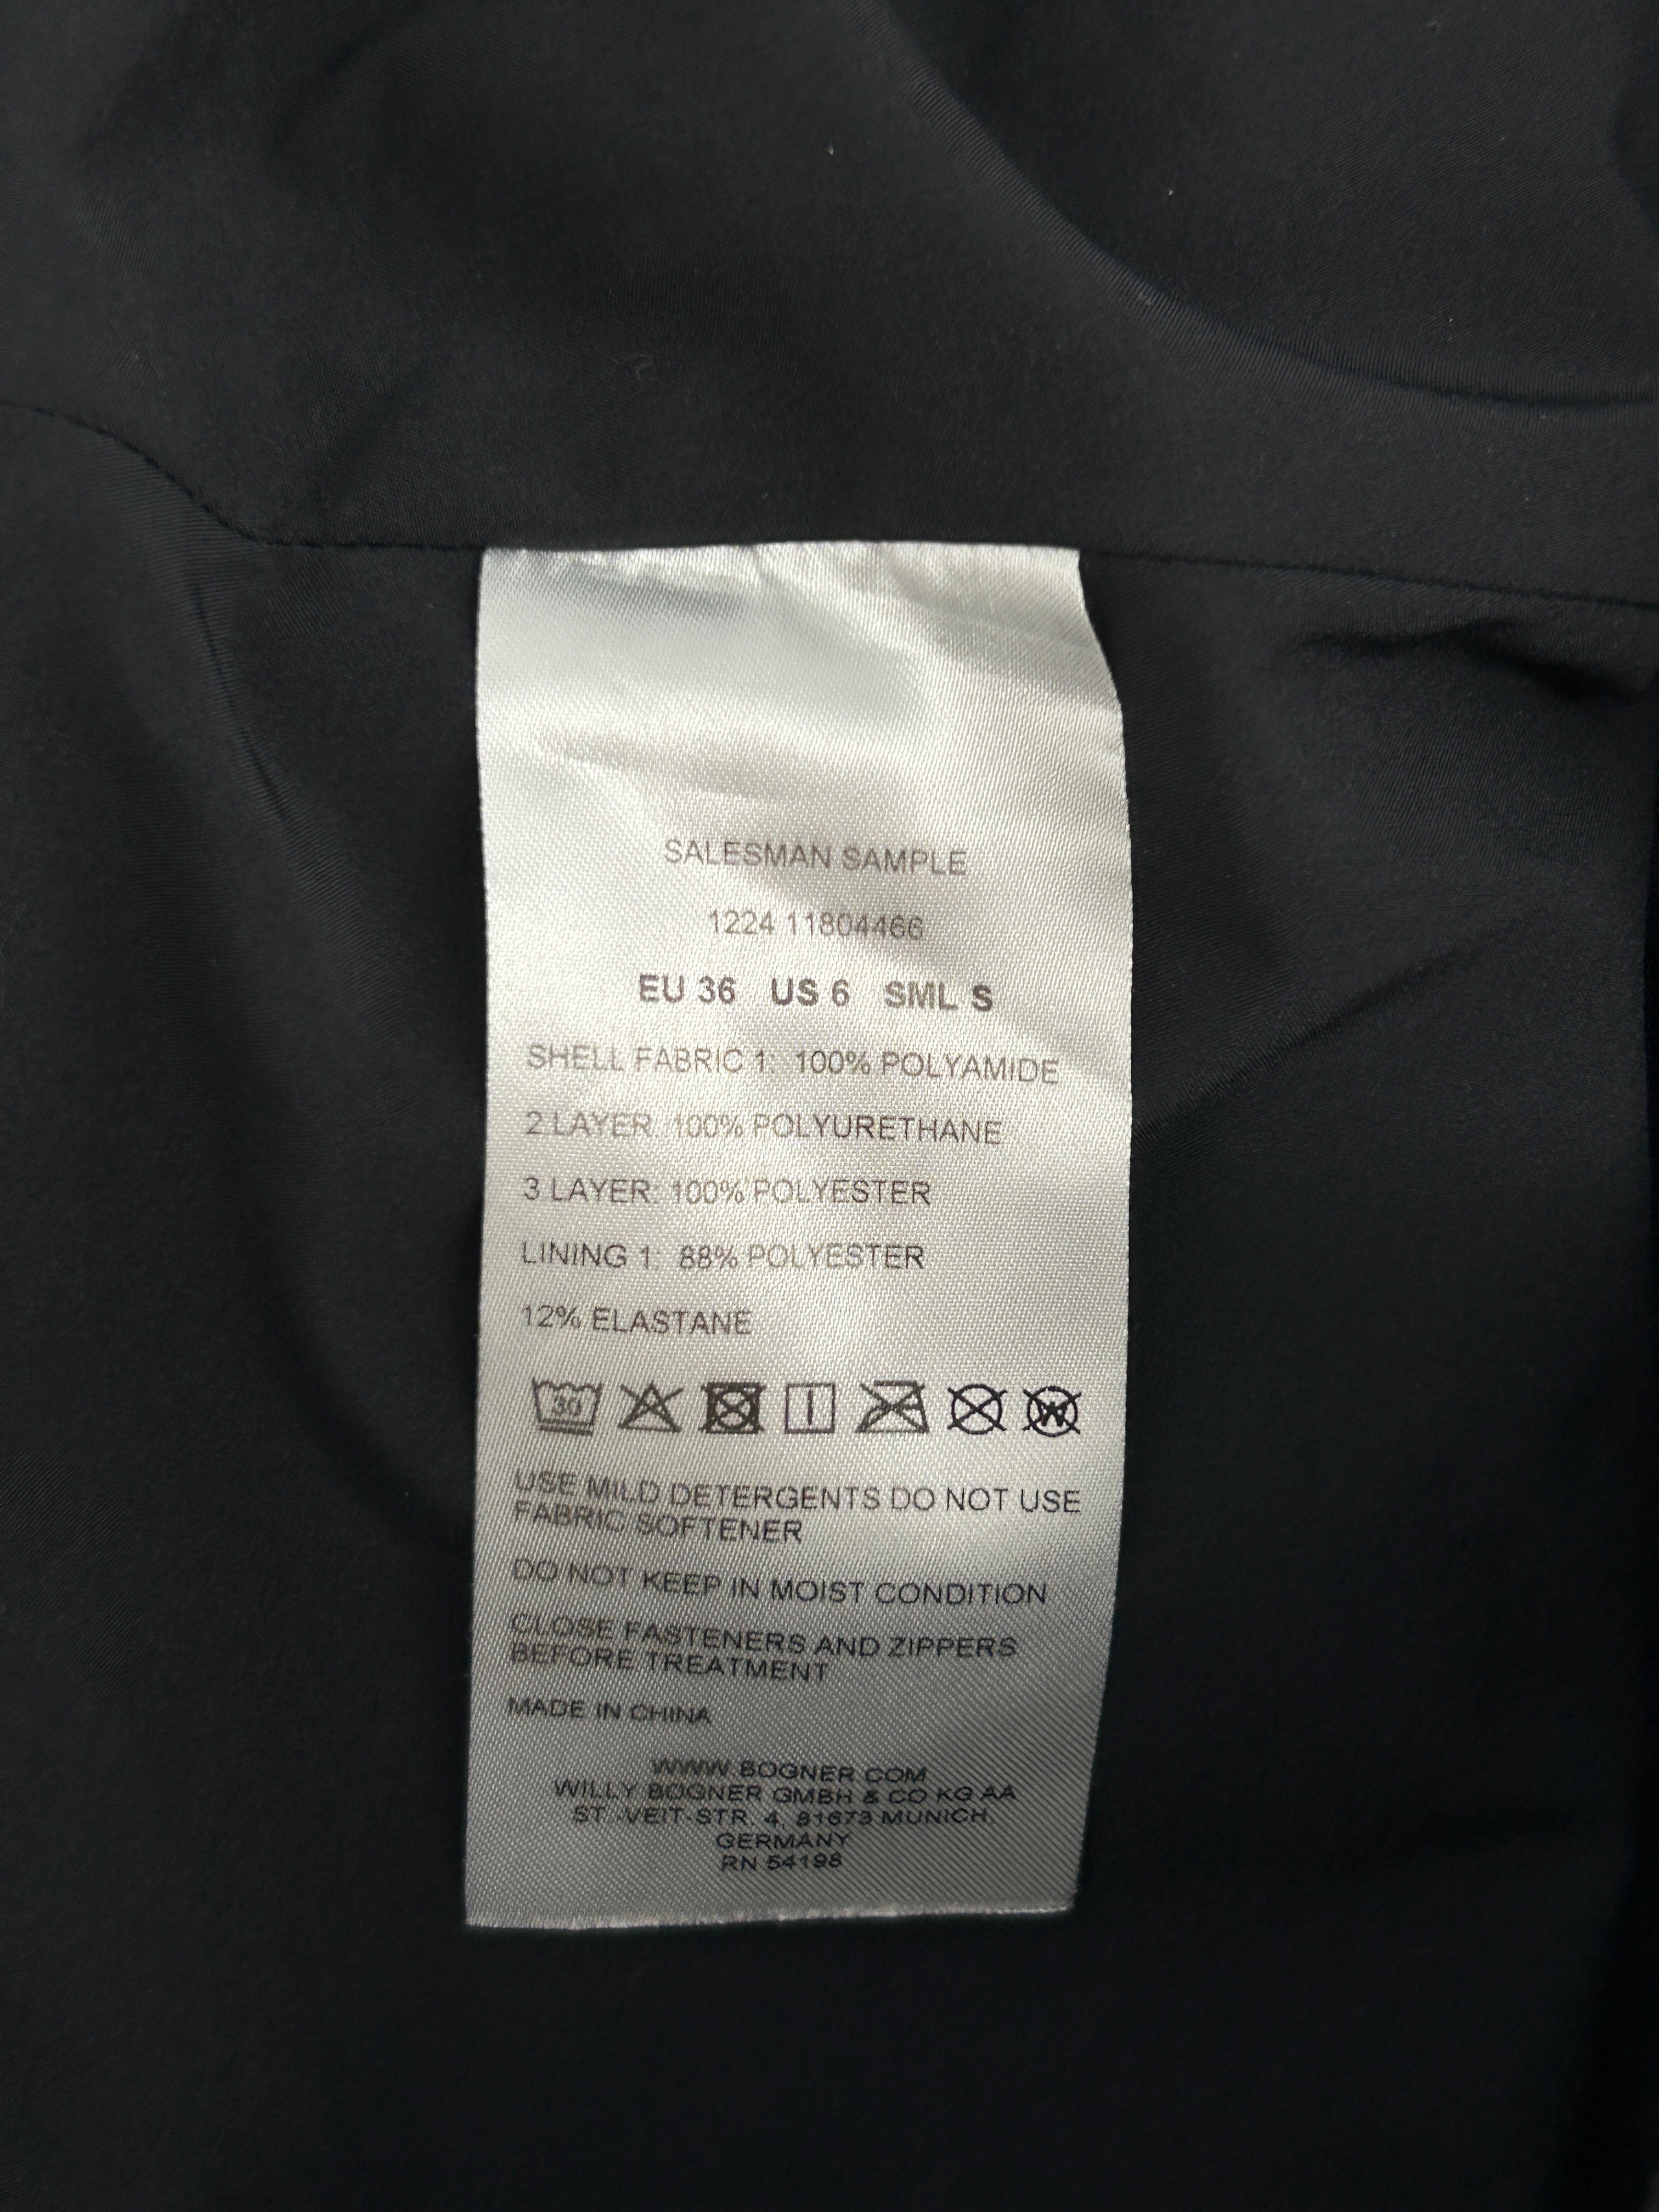 SALESMAN SAMPLE
1224 11804466
EU 36 US 6 SML S
SHELL FABRIC 1: 100% POLYAMIDE
2 LAYER: 100% POLYURETHANE
3 LAYER: 100% POLYESTER
LINING 1: 88% POLYESTER
12% ELASTANE
30
W
USE MILD DETERGENTS DO NOT USE
FABRIC SOFTENER
DO NOT KEEP IN MOIST CONDITION
CLOSE FASTENERS AND ZIPPERS
BEFORE TREATMENT
MADE IN CHINA
WWW.BOGNER.COM
WILLY BOGNER GMBH & CO KG AA
ST.-VEIT-STR. 4, 81673 MUNICH,
GERMANY
RN 54198